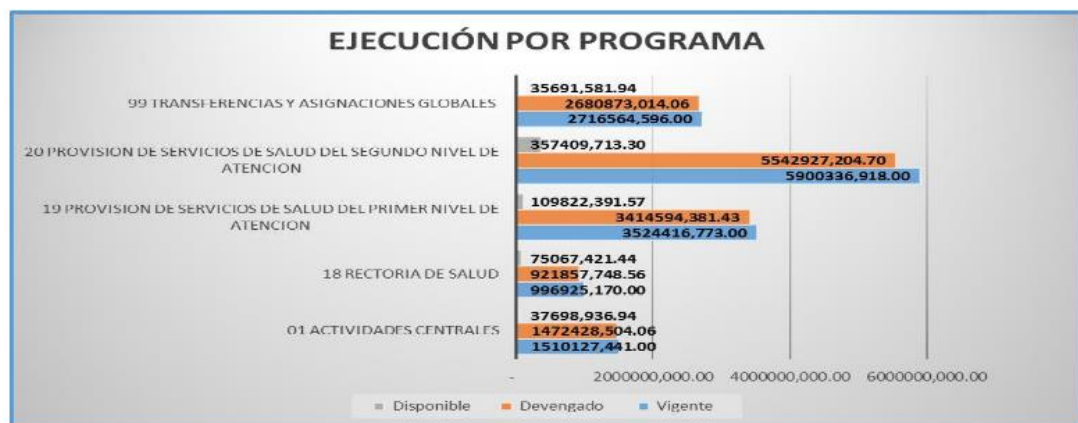 EJECUCIÓN POR PROGRAMA
35691,581.94
99 TRANSFERENCIAS Y ASIGNACIONES GLOBALES
2680873,014.06
2716564,596.00
357409,713.30
20 PROVISION DE SERVICIOS DE SALUD DEL SEGUNDO NIVEL DE
ATENCION
5542927,204.70
5900336,918.00
109822,391.57
19 PROVISION DE SERVICIOS DE SALUD DEL PRIMER NIVEL DE
ATENCION
3414594,381.43
3524416,773.00
75067,421.44
18 RECTORIA DE SALUD
921857,748.56
996925,170.00
37698,936.94
01 ACTIVIDADES CENTRALES
1472428,504.06
1510127,441.00
-
2000000,000.00
4000000,000.00
6000000,000.00
Disponible
Devengado
Vigente